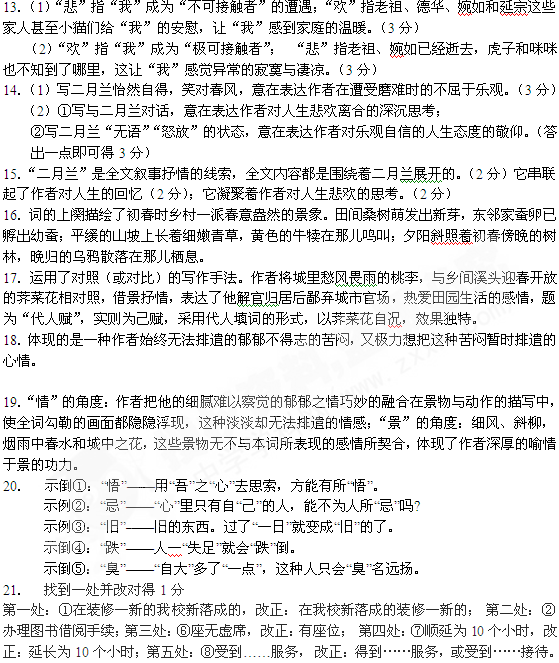 13.（1）“悲”指“我”成为“不可接触者”的遭遇；“欢”指老祖、德华、婉如和延宗这些
家人甚至小猫们给“我”的安慰，让“我”感到家庭的温暖。（3 分）
（2）“欢”指“我”成为“极可接触者”； “悲”指老祖、婉如已经逝去，虎子和咪咪
也不知到了哪里，这让“我”感觉异常的寂寞与凄凉。（3 分）
14.（1）写二月兰怡然自得，笑对春风，意在表达作者在遭受磨难时的不屈于乐观。（3 分）
（2）①写与二月兰对话，意在表达作者对人生悲欢离合的深沉思考；
②写二月兰“无语”“怒放”的状态，意在表达作者对乐观自信的人生态度的敬仰。（答
出一点即可得 3 分）
15.“二月兰”是全文叙事抒情的线索，全文内容都是围绕着二月兰展开的。（2 分）它串联
起了作者对人生的回忆（2 分）；它凝聚着作者对人生悲欢的思考。（2 分）
16. 词的上阕描绘了初春时乡村一派春意盎然的景象。田间桑树萌发出新芽，东邻家蚕卵已
孵出幼蚕；平缓的山坡上长着细嫩青草，黄色的牛犊在那儿鸣叫；夕阳斜照着初春傍晚的树
林，晚归的乌鸦散落在那儿栖息。
17. 运用了对照（或对比）的写作手法。作者将城里愁风畏雨的桃李，与乡间溪头迎春开放
的荠菜花相对照，借景抒情，表达了他解官归居后鄙弃城市官场，热爱田园生活的感情，题
为“代人赋”，实则为己赋，采用代人填词的形式，以荠菜花自况，效果独特。
18. 体现的是一种作者始终无法排遣的郁郁不得志的苦闷，又极力想把这种苦闷暂时排遣的
心情。
19.“情”的角度：作者把他的细腻难以察觉的郁郁之情巧妙的融合在景物与动作的描写中，
使全词勾勒的画面都隐隐浮现，这种淡淡却无法排遣的情感；“景”的角度：细风、斜柳，
烟雨中春水和城中之花，这些景物无不与本词所表现的感情所契合，体现了作者深厚的喻情
于景的功力。
20. 示倒①：“悟”——用“吾”之“心”去思索，方能有所“悟”。
示例②：“忌”——“心”里只有自“己”的人，能不为人所“忌”吗?
示例③：“旧”——旧的东西。过了“一日”就变成“旧”的了。
示倒④：“跌”——人一“失足”就会“跌”倒。
示倒⑤：“臭”——“自大”多了“一点”，这种人只会“臭”名远扬。
21. 找到一处并改对得 1 分
第一处：①在装修一新的我校新落成的，改正：在我校新落成的装修一新的； 第二处：②
办理图书借阅手续；第三处：⑥座无虚席，改正：有座位； 第四处：⑦顺延为 10 个小时，改
正：延长为 10 个小时；第五处：⑧受到……服务，改正：得到……服务，或受到……接待。